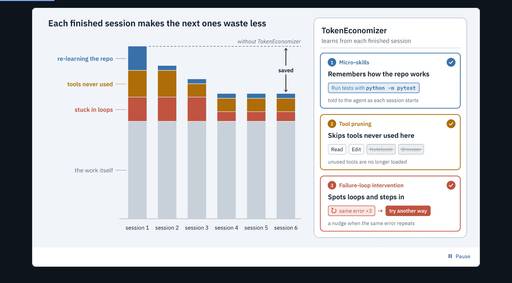 Each finished session makes the next ones waste less
without TokenEconomizer
re-learning the repo
saved
tools never used
stuck in loops
the work itself
session 1
session 2
session 3
session 4
session 5
session 6
TokenEconomizer
learns from each finished session
1 Micro-skills
Remembers how the repo works
Run tests with python -m pytest
told to the agent as each session starts
2 Tool pruning
Skips tools never used here
Read Edit Notebook Browser
unused tools are no longer loaded
3 Failure-loop intervention
Spots loops and steps in
same error ×3 → try another way
a nudge when the same error repeats
Pause